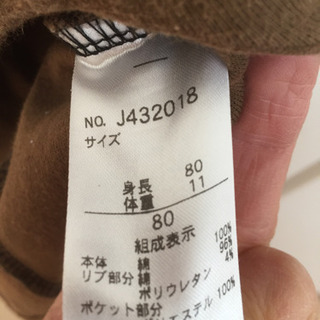 NO. J432018
サイズ
身長 80
体重 11
80
組成表示
本体 綿 100%
リブ部分 綿 96%
ポリウレタン 4%
ポケット部分
ポリエステル 100%